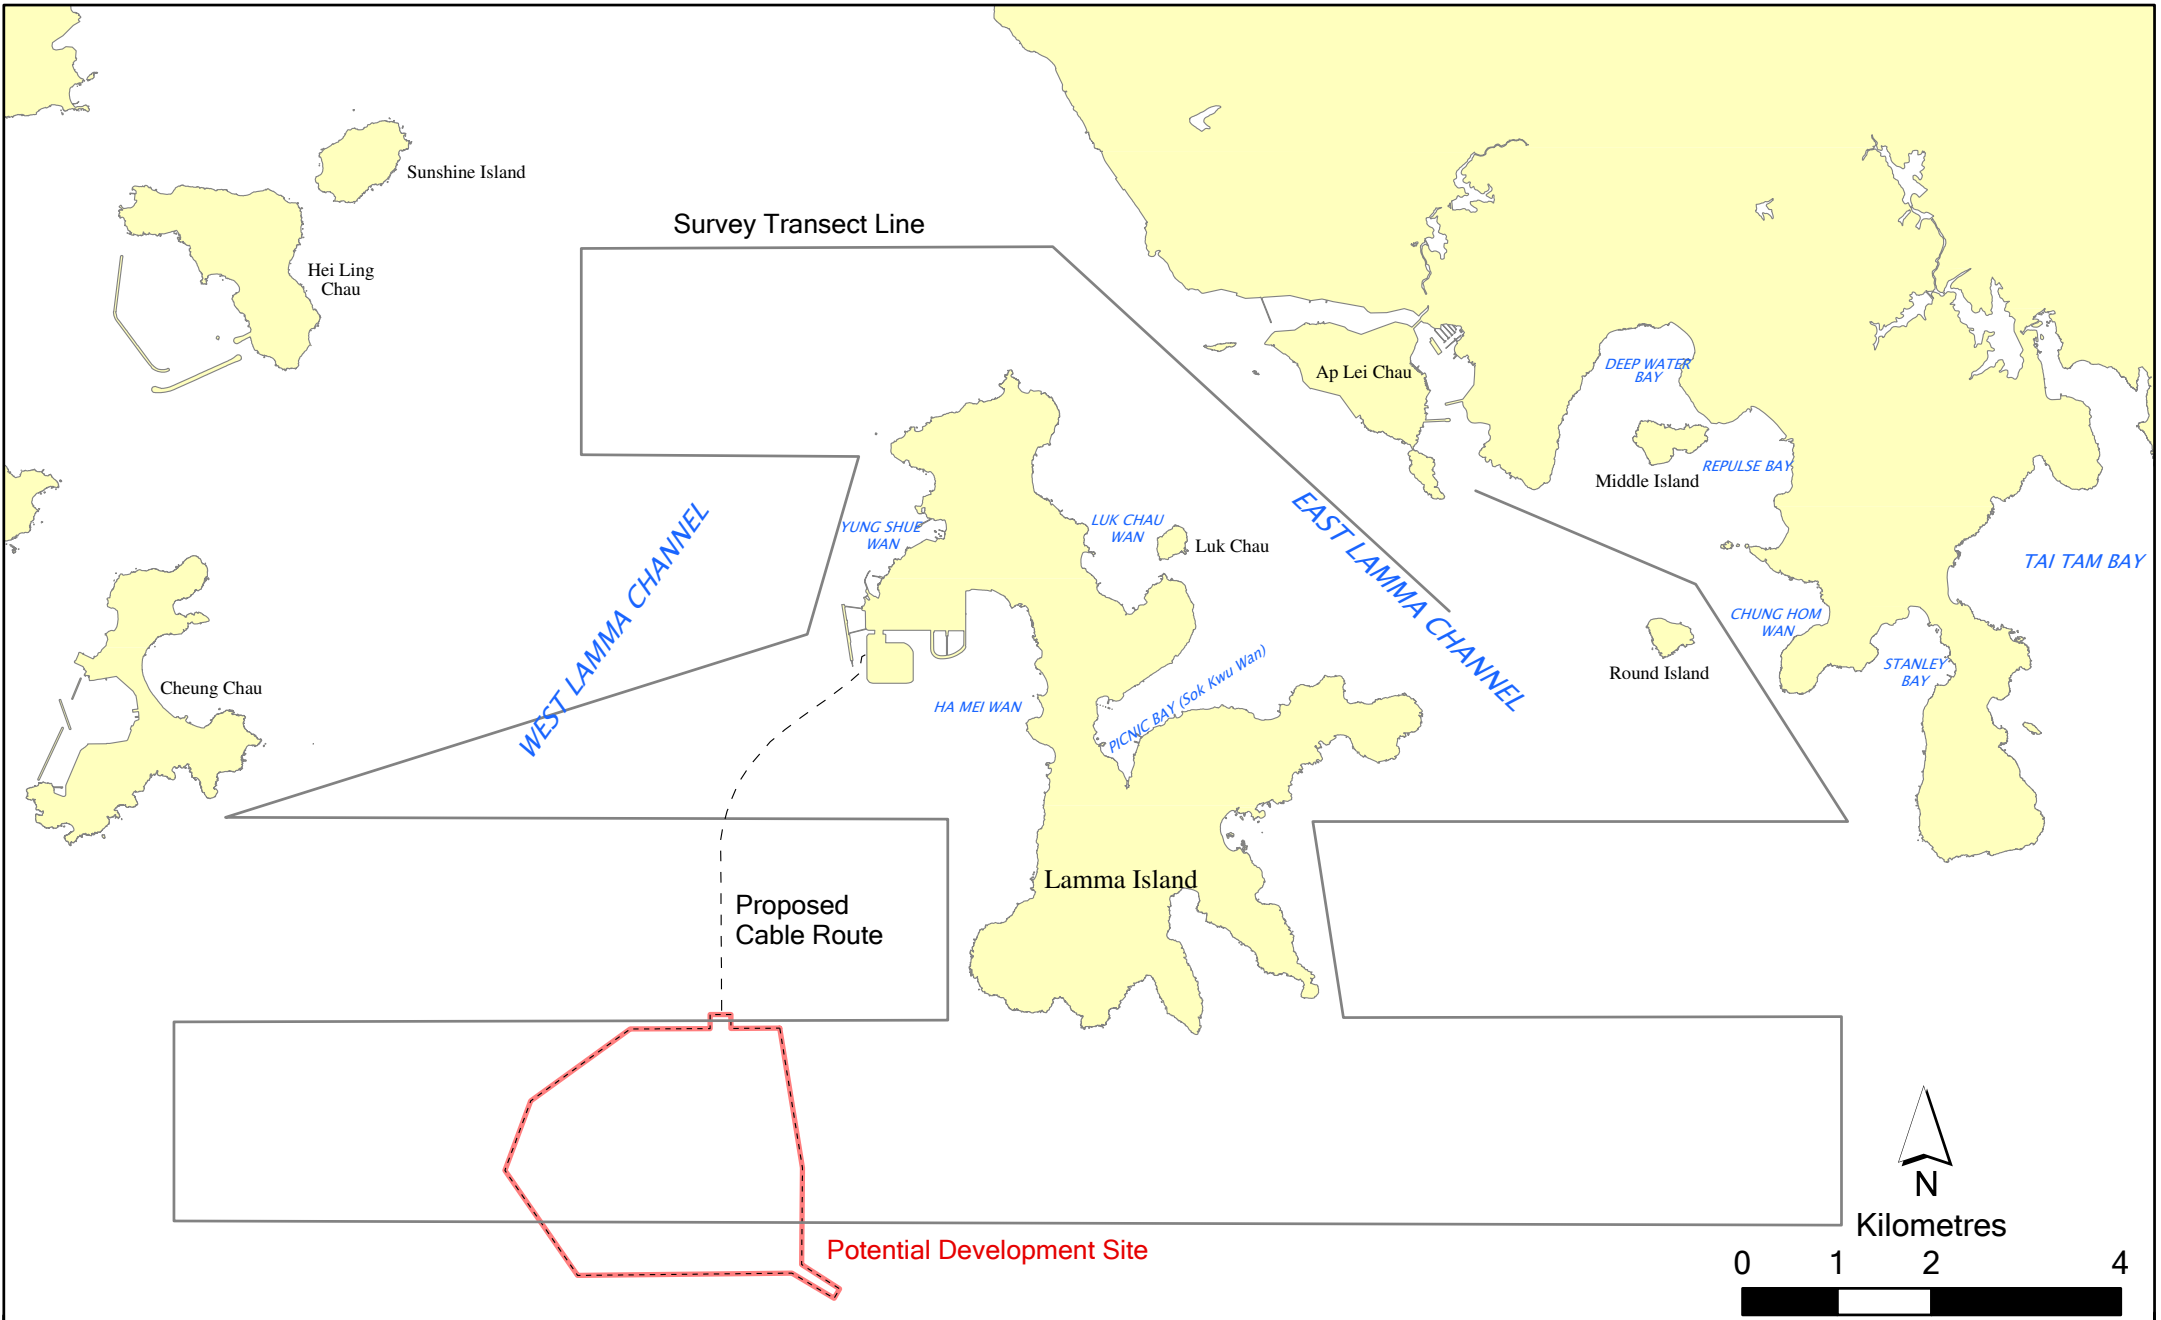 Sunshine Island
Survey Transect Line
Hei Ling
Chau
Ap Lei Chau
DEEP WATER
BAY
Middle Island
REPULSE BAY
WEST LAMMA CHANNEL
YUNG SHUE
WAN
LUK CHAU
WAN
Luk Chau
EAST LAMMA CHANNEL
TAI TAM BAY
CHUNG HOM
WAN
Round Island
STANLEY
BAY
Cheung Chau
HA MEI WAN
PICNIC BAY (Sok Kwu Wan)
Lamma Island
Proposed
Cable Route
Potential Development Site
N
Kilometres
0 1 2 4